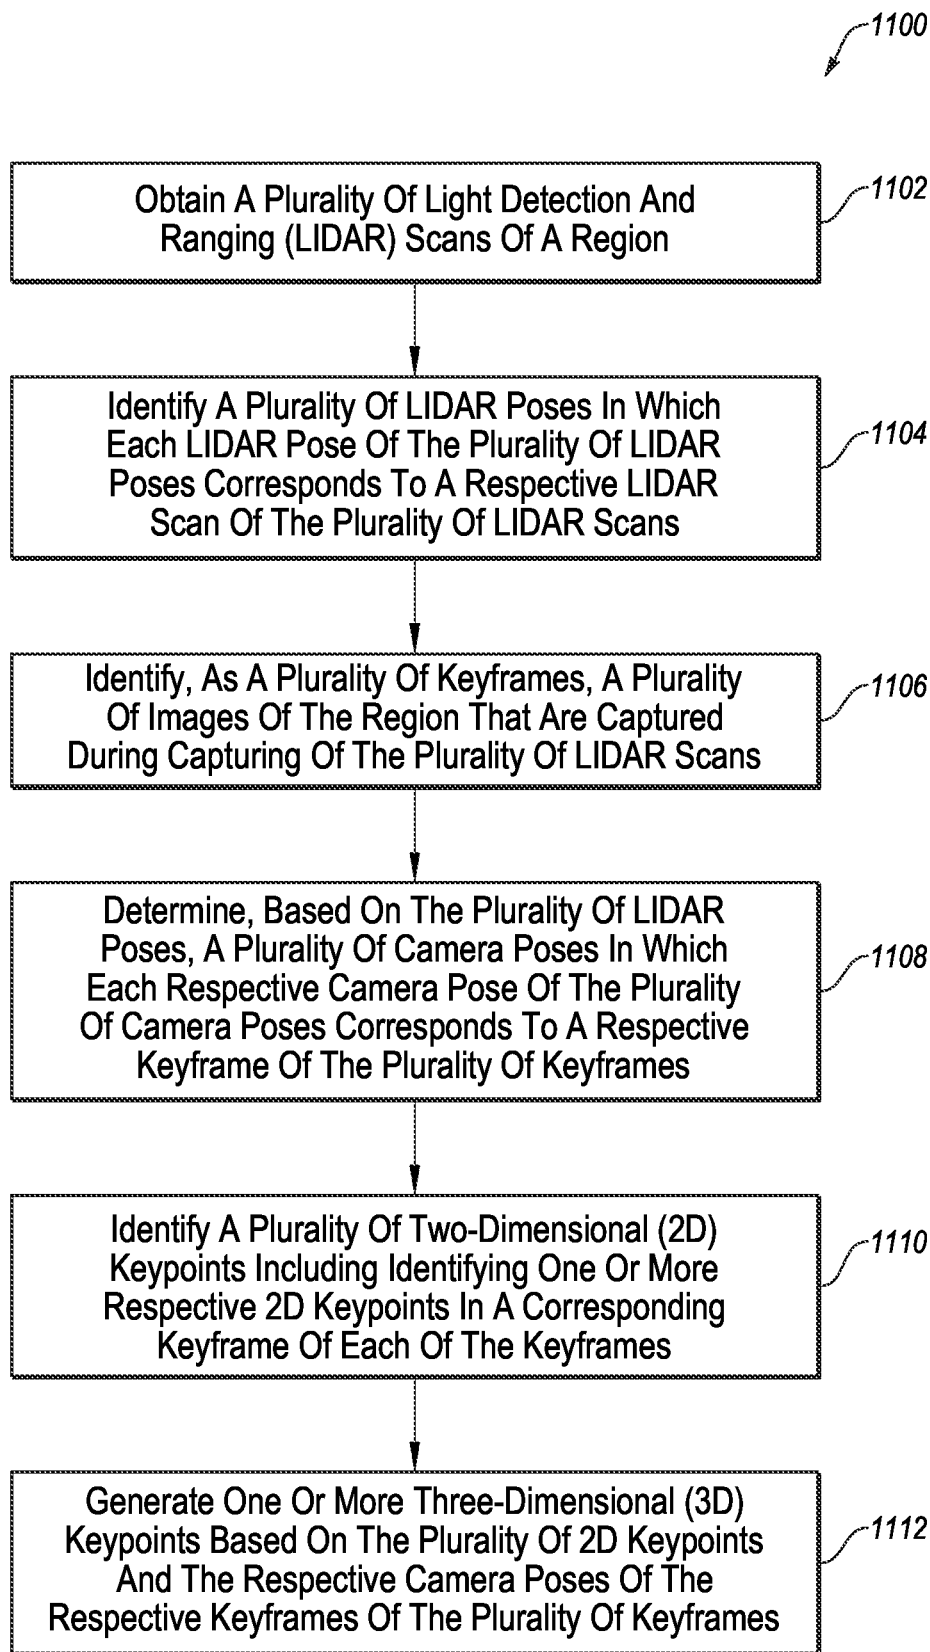 1100
Obtain A Plurality Of Light Detection And
Ranging (LIDAR) Scans Of A Region
1102
Identify A Plurality Of LIDAR Poses In Which
Each LIDAR Pose Of The Plurality Of LIDAR
Poses Corresponds To A Respective LIDAR
Scan Of The Plurality Of LIDAR Scans
1104
Identify, As A Plurality Of Keyframes, A Plurality
Of Images Of The Region That Are Captured
During Capturing Of The Plurality Of LIDAR Scans
1106
Determine, Based On The Plurality Of LIDAR
Poses, A Plurality Of Camera Poses In Which
Each Respective Camera Pose Of The Plurality
Of Camera Poses Corresponds To A Respective
Keyframe Of The Plurality Of Keyframes
1108
Identify A Plurality Of Two-Dimensional (2D)
Keypoints Including Identifying One Or More
Respective 2D Keypoints In A Corresponding
Keyframe Of Each Of The Keyframes
1110
Generate One Or More Three-Dimensional (3D)
Keypoints Based On The Plurality Of 2D Keypoints
And The Respective Camera Poses Of The
Respective Keyframes Of The Plurality Of Keyframes
1112